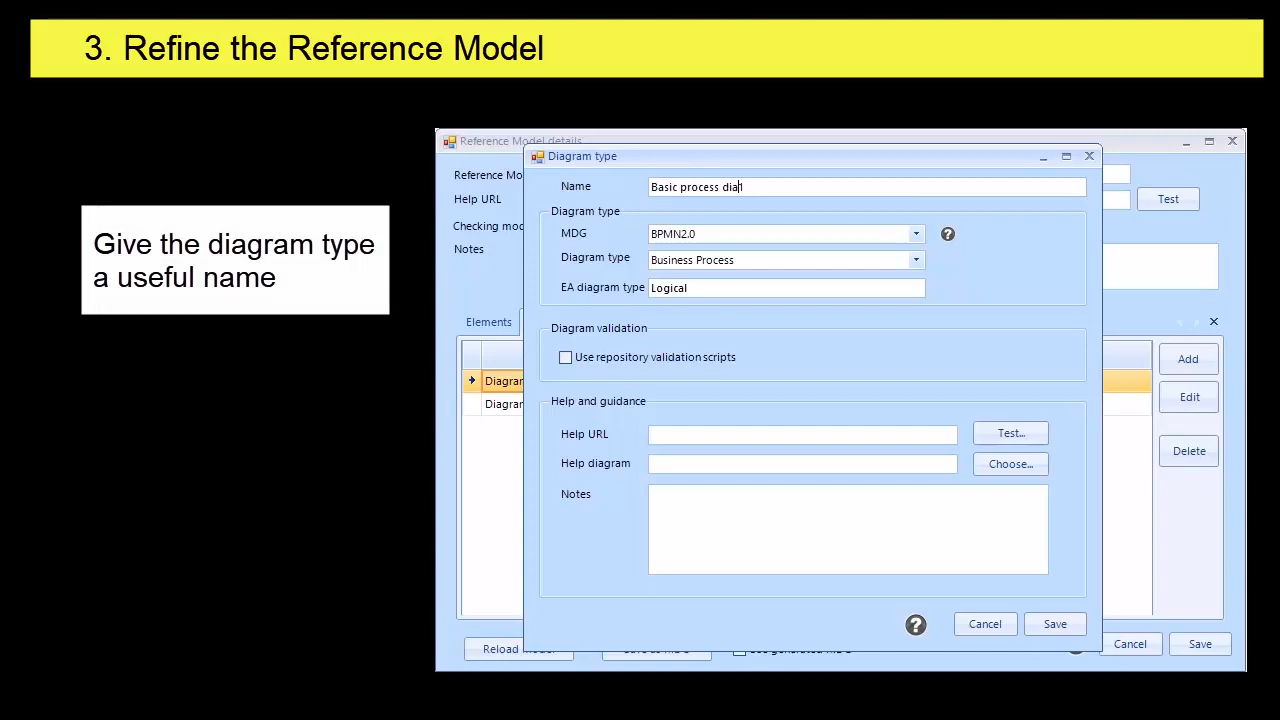 3. Refine the Reference Model
Give the diagram type
a useful name
Reference Model details
Reference Mo
Help URL
Test
Checking mod
Notes
Elements
Diagran
Diagran
Add
Edit
Delete
Reload
Cancel
Save
Diagram type
Name
Basic process dia1
Diagram type
MDG
BPMN2.0
Diagram type
Business Process
EA diagram type
Logical
Diagram validation
Use repository validation scripts
Help and guidance
Help URL
Test...
Help diagram
Choose...
Notes
Cancel
Save